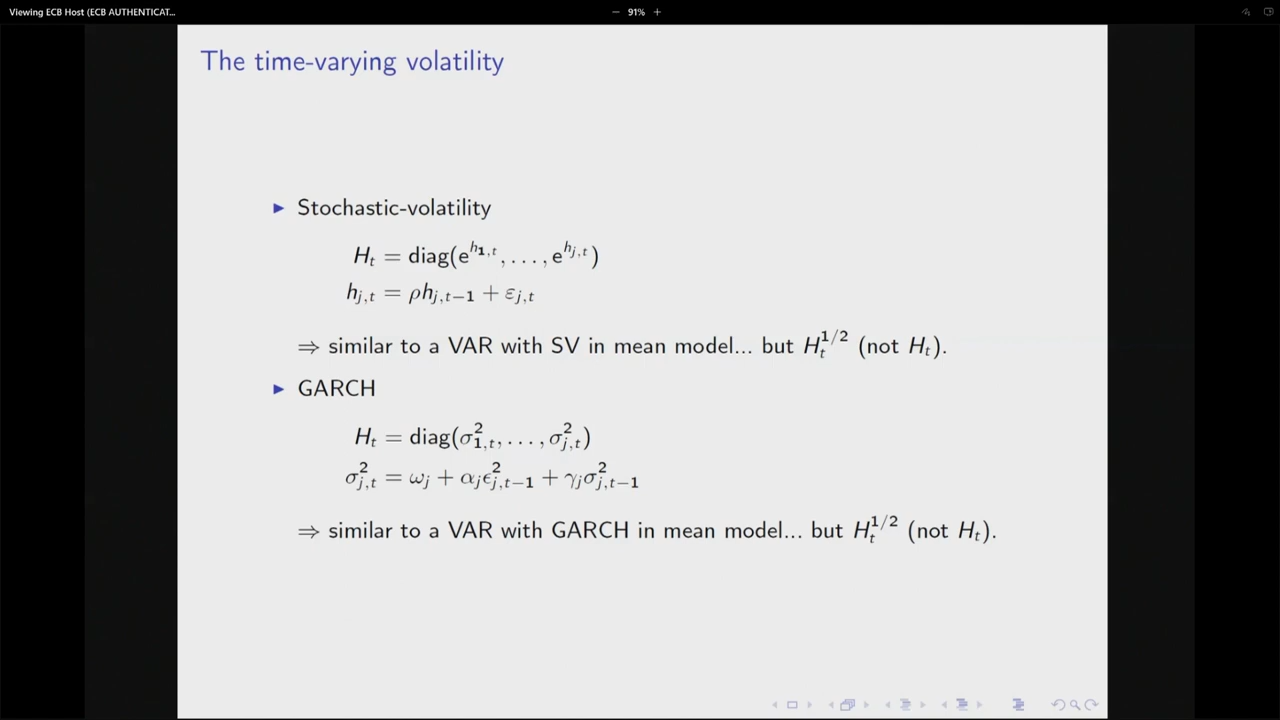 Viewing ECB Host (ECB AUTHENTICAT...
− 91% +
The time-varying volatility
▶ Stochastic-volatility
H_t = diag(e^{h_{1,t}}, . . . , e^{h_{j,t}})
h_{j,t} = ρh_{j,t−1} + ε_{j,t}
⇒ similar to a VAR with SV in mean model... but H_t^{1/2} (not H_t).
▶ GARCH
H_t = diag(σ^2_{1,t}, . . . , σ^2_{j,t})
σ^2_{j,t} = ω_j + α_jϵ^2_{j,t−1} + γ_jσ^2_{j,t−1}
⇒ similar to a VAR with GARCH in mean model... but H_t^{1/2} (not H_t).